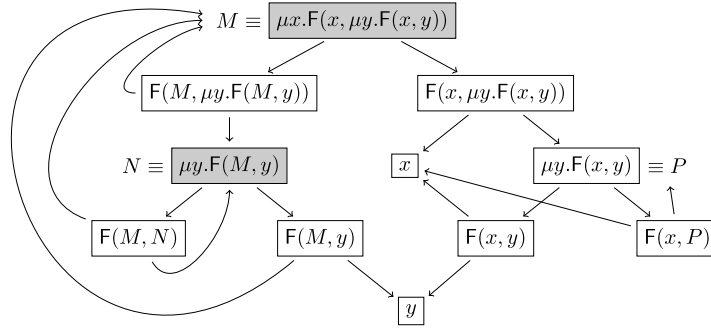 M ≡ μx.F(x, μy.F(x, y))
F(M, μy.F(M, y)) F(x, μy.F(x, y))
N ≡ μy.F(M, y) x μy.F(x, y) ≡ P
F(M, N) F(M, y) F(x, y) F(x, P)
y